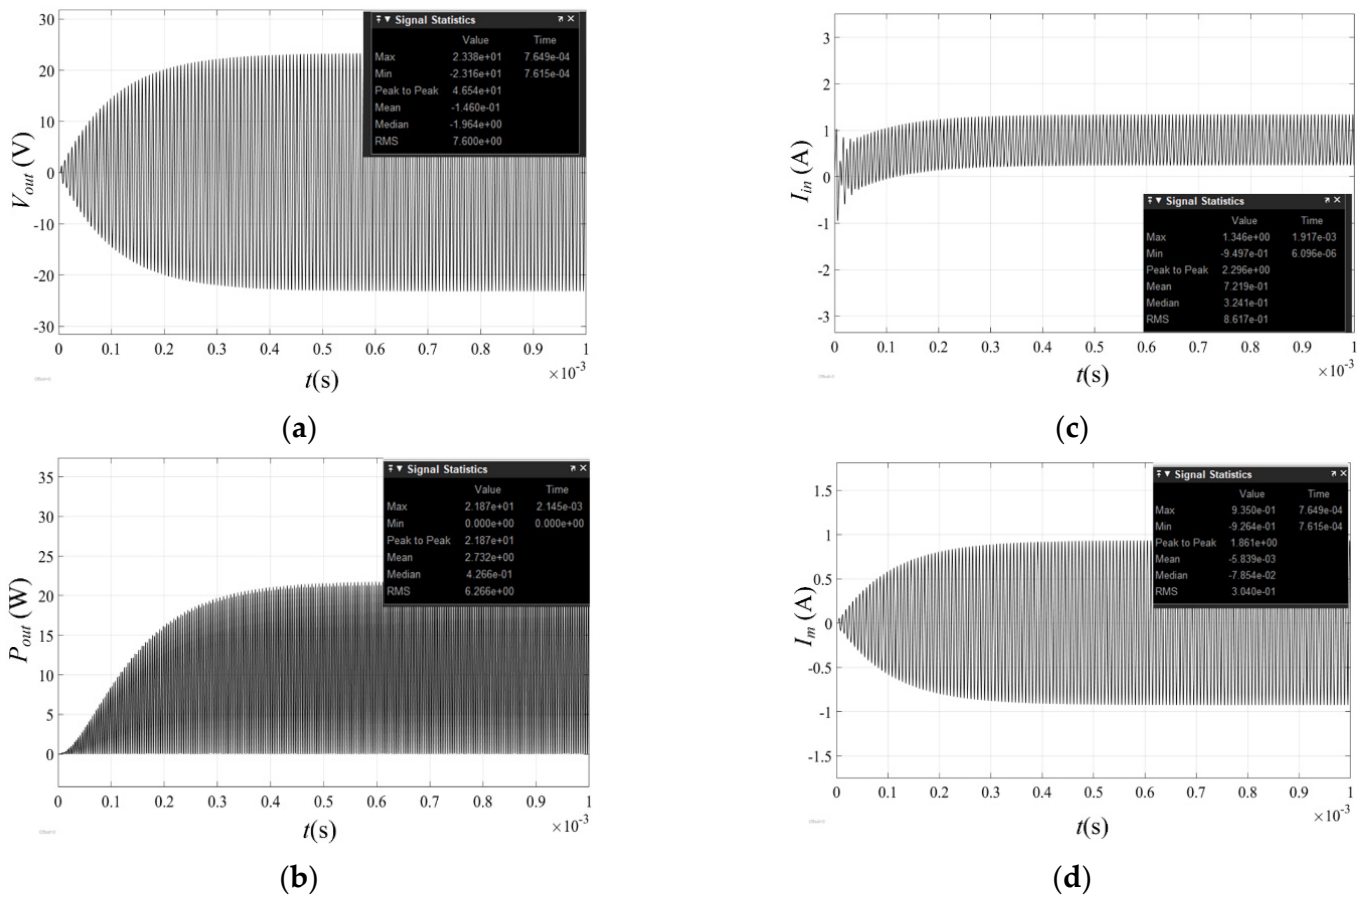 Signal Statistics
Value Time
Max 2.338e+01 7.649e-04
Min -2.316e+01 7.615e-04
Peak to Peak 4.654e+01
Mean -1.460e-01
Median -1.964e+00
RMS 7.600e+00
30
20
10
0
-10
-20
-30
V_out (V)
0 0.1 0.2 0.3 0.4 0.5 0.6 0.7 0.8 0.9 1
t(s)
×10⁻³
(a)
Signal Statistics
Value Time
Max 1.346e+00 1.917e-03
Min -9.497e-01 6.096e-06
Peak to Peak 2.296e+00
Mean 7.219e-01
Median 3.241e-01
RMS 8.617e-01
3
2
1
0
-1
-2
-3
I_in (A)
0 0.1 0.2 0.3 0.4 0.5 0.6 0.7 0.8 0.9 1
t(s)
×10⁻³
(c)
Signal Statistics
Value Time
Max 2.187e+01 2.145e-03
Min 0.000e+00 0.000e+00
Peak to Peak 2.187e+01
Mean 2.732e+00
Median 4.266e-01
RMS 6.266e+00
35
30
25
20
15
10
5
0
P_out (W)
0 0.1 0.2 0.3 0.4 0.5 0.6 0.7 0.8 0.9 1
t(s)
×10⁻³
(b)
Signal Statistics
Value Time
Max 9.350e-01 7.649e-04
Min -9.264e-01 7.615e-04
Peak to Peak 1.861e+00
Mean -5.839e-03
Median -7.854e-02
RMS 3.040e-01
1.5
1
0.5
0
-0.5
-1
-1.5
I_m (A)
0 0.1 0.2 0.3 0.4 0.5 0.6 0.7 0.8 0.9 1
t(s)
×10⁻³
(d)